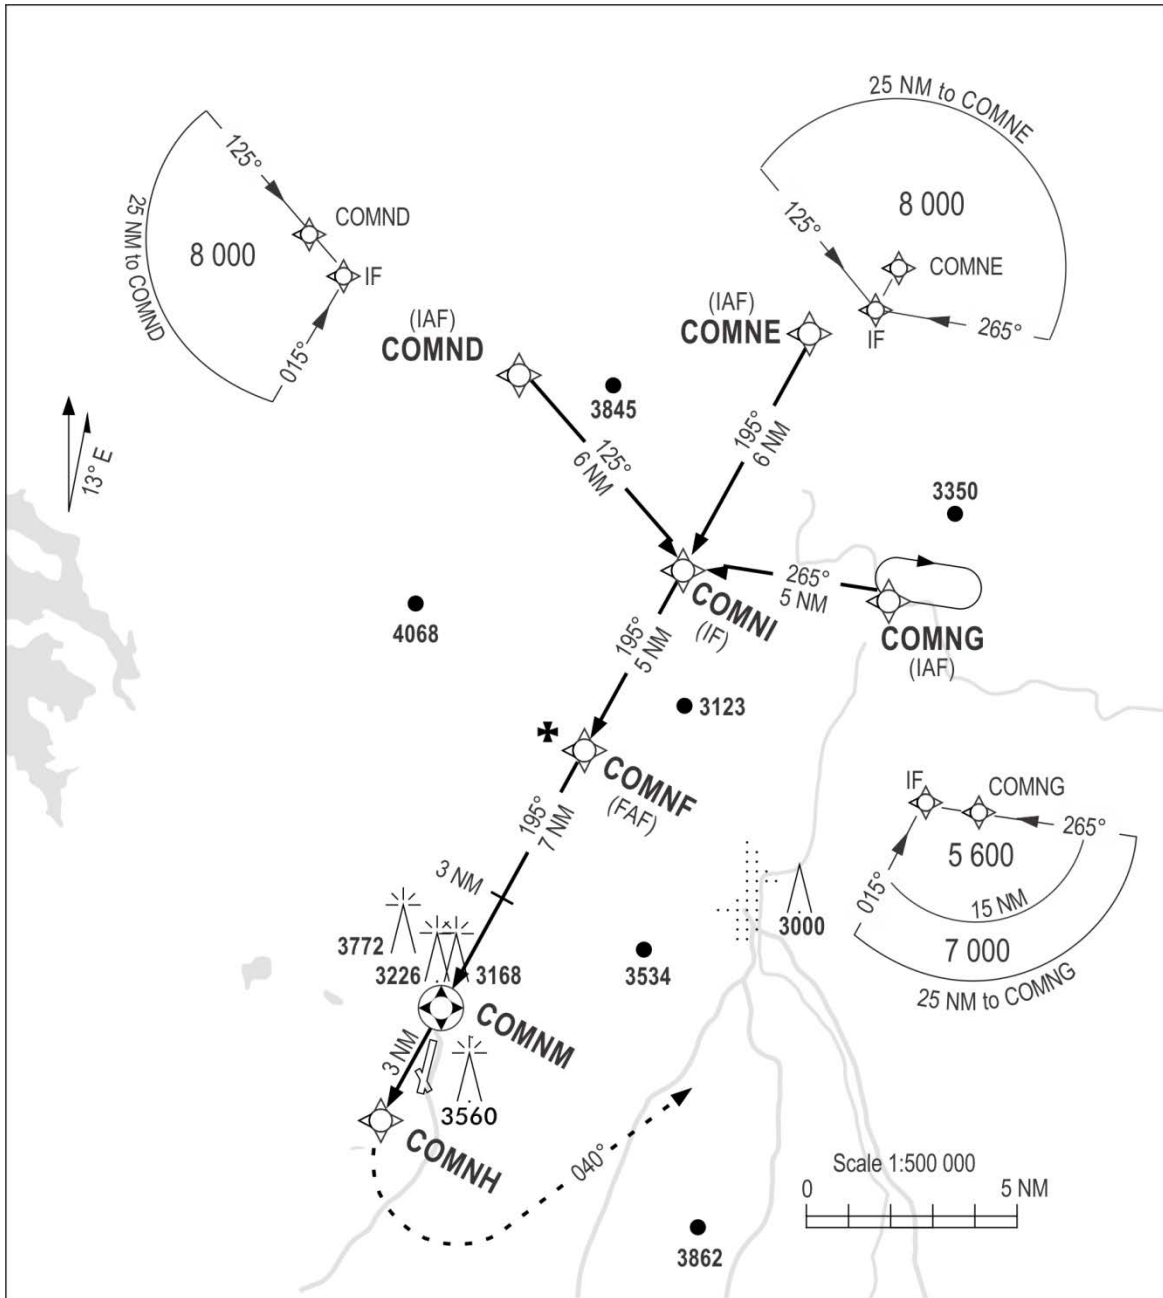 25 NM to COMNE
125°
COMND
8 000
IF
015°
25 NM to COMND
8 000
125°
COMNE
IF
265°
(IAF)
COMND
(IAF)
COMNE
3845
125°
6 NM
195°
6 NM
13° E
3350
4068
265°
5 NM
COMNI
(IF)
COMNG
(IAF)
195°
5 NM
3123
COMNF
(FAF)
IF
COMNG
265°
5 600
015°
15 NM
7 000
25 NM to COMNG
195°
7 NM
3 NM
3000
3772
3226
3168
3534
COMNM
3 NM
3560
COMNH
040°
Scale 1:500 000
0
5 NM
3862